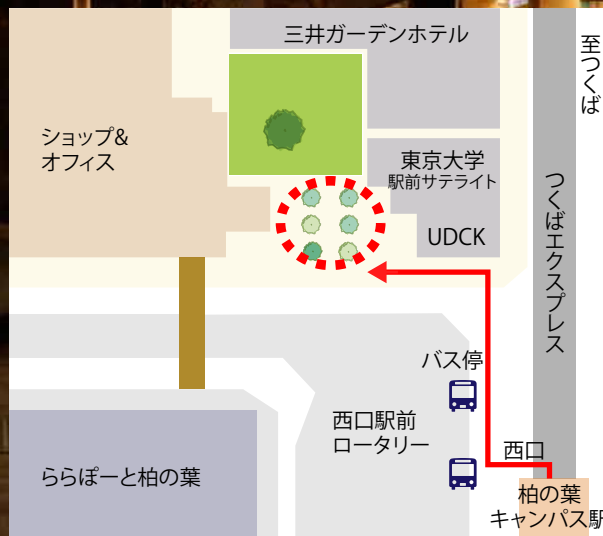 三井ガーデンホテル
至つくば
ショップ&
オフィス
東京大学
駅前サテライト
UDCK
つくばエクスプレス
バス停
西口駅前
ロータリー
西口
ららぽーと柏の葉
柏の葉
キャンパス駅